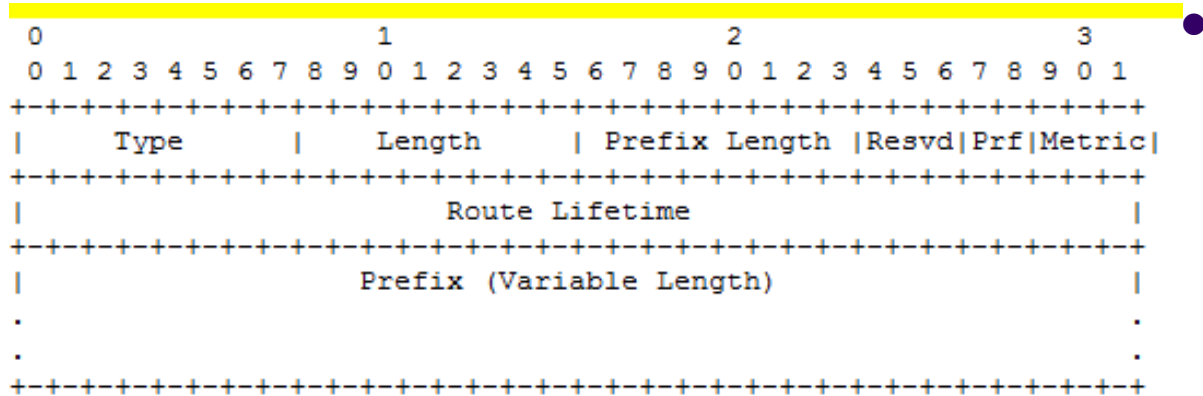 0                   1                   2                   3
 0 1 2 3 4 5 6 7 8 9 0 1 2 3 4 5 6 7 8 9 0 1 2 3 4 5 6 7 8 9 0 1
+-+-+-+-+-+-+-+-+-+-+-+-+-+-+-+-+-+-+-+-+-+-+-+-+-+-+-+-+-+-+-+-+
|     Type      |    Length     | Prefix Length |Resvd|Prf|Metric|
+-+-+-+-+-+-+-+-+-+-+-+-+-+-+-+-+-+-+-+-+-+-+-+-+-+-+-+-+-+-+-+-+
|                        Route Lifetime                         |
+-+-+-+-+-+-+-+-+-+-+-+-+-+-+-+-+-+-+-+-+-+-+-+-+-+-+-+-+-+-+-+-+
|                   Prefix (Variable Length)                    |
.                                                               .
.                                                               .
+-+-+-+-+-+-+-+-+-+-+-+-+-+-+-+-+-+-+-+-+-+-+-+-+-+-+-+-+-+-+-+-+